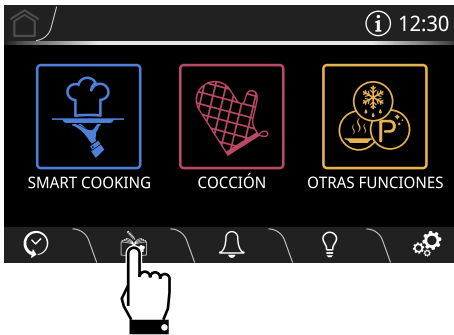 12:30
SMART COOKING
COCCIÓN
OTRAS FUNCIONES
P